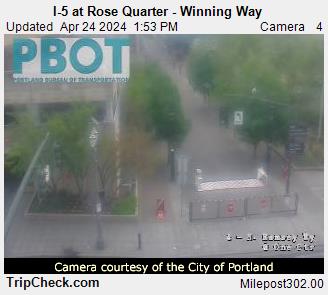 I-5 at Rose Quarter - Winning Way
Updated Apr 24 2024 1:53 PM Camera 4
PBOT
PORTLAND BUREAU OF TRANSPORTATION
Camera courtesy of the City of Portland
TripCheck.com Milepost302.00